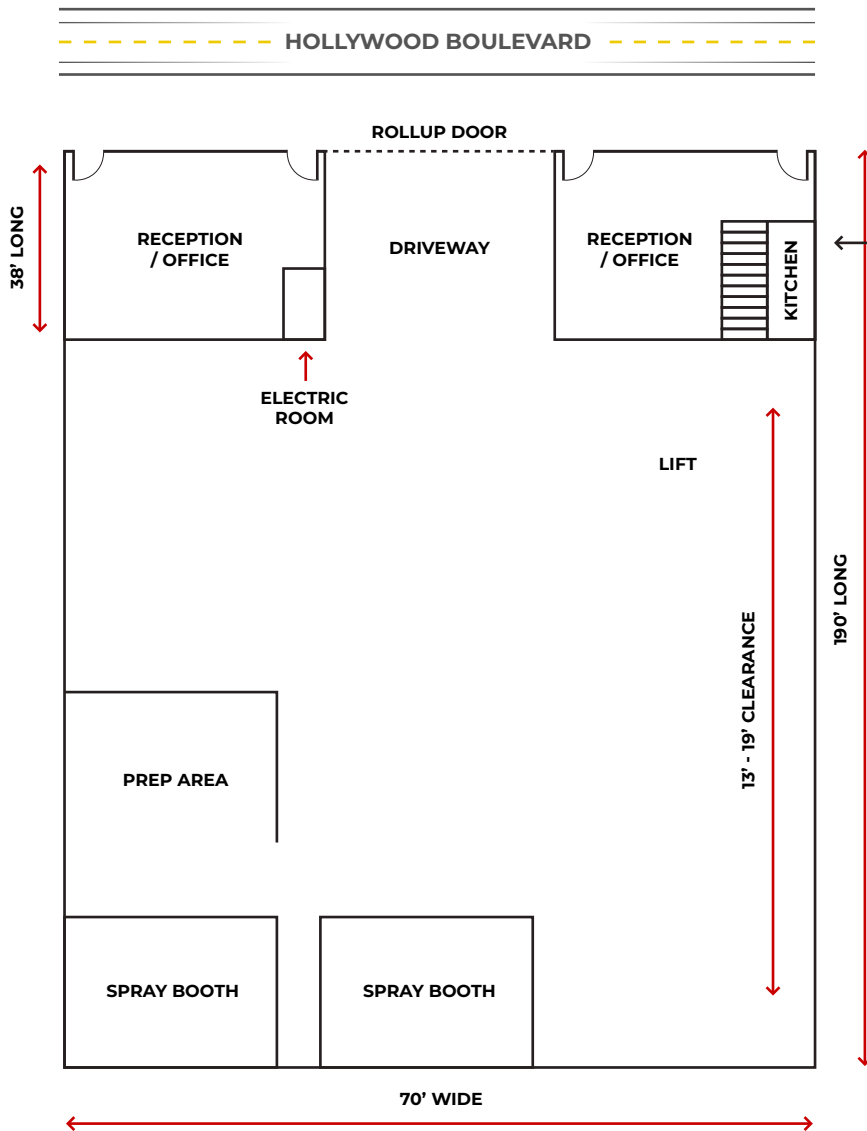 HOLLYWOOD BOULEVARD
ROLLUP DOOR
38’ LONG
RECEPTION
/ OFFICE
DRIVEWAY
RECEPTION
/ OFFICE
KITCHEN
ELECTRIC
ROOM
LIFT
13’ - 19’ CLEARANCE
190’ LONG
PREP AREA
SPRAY BOOTH
SPRAY BOOTH
70’ WIDE